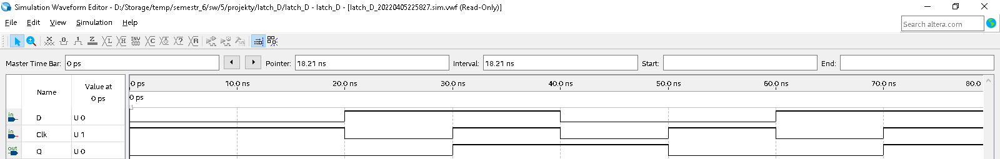 Simulation Waveform Editor - D:/Storage/temp/semestr_6/sw/5/projekty/latch_D/latch_D - latch_D - [latch_D_20220405225827.sim.vwf (Read-Only)]
File Edit View Simulation Help
Search altera.com
Master Time Bar: 0 ps Pointer: 18.21 ns Interval: 18.21 ns Start: End:
Name Value at 0 ps
0 ps 10.0 ns 20.0 ns 30.0 ns 40.0 ns 50.0 ns 60.0 ns 70.0 ns 80.0
0 ps
in D U 0
in Clk U 1
out Q U 0